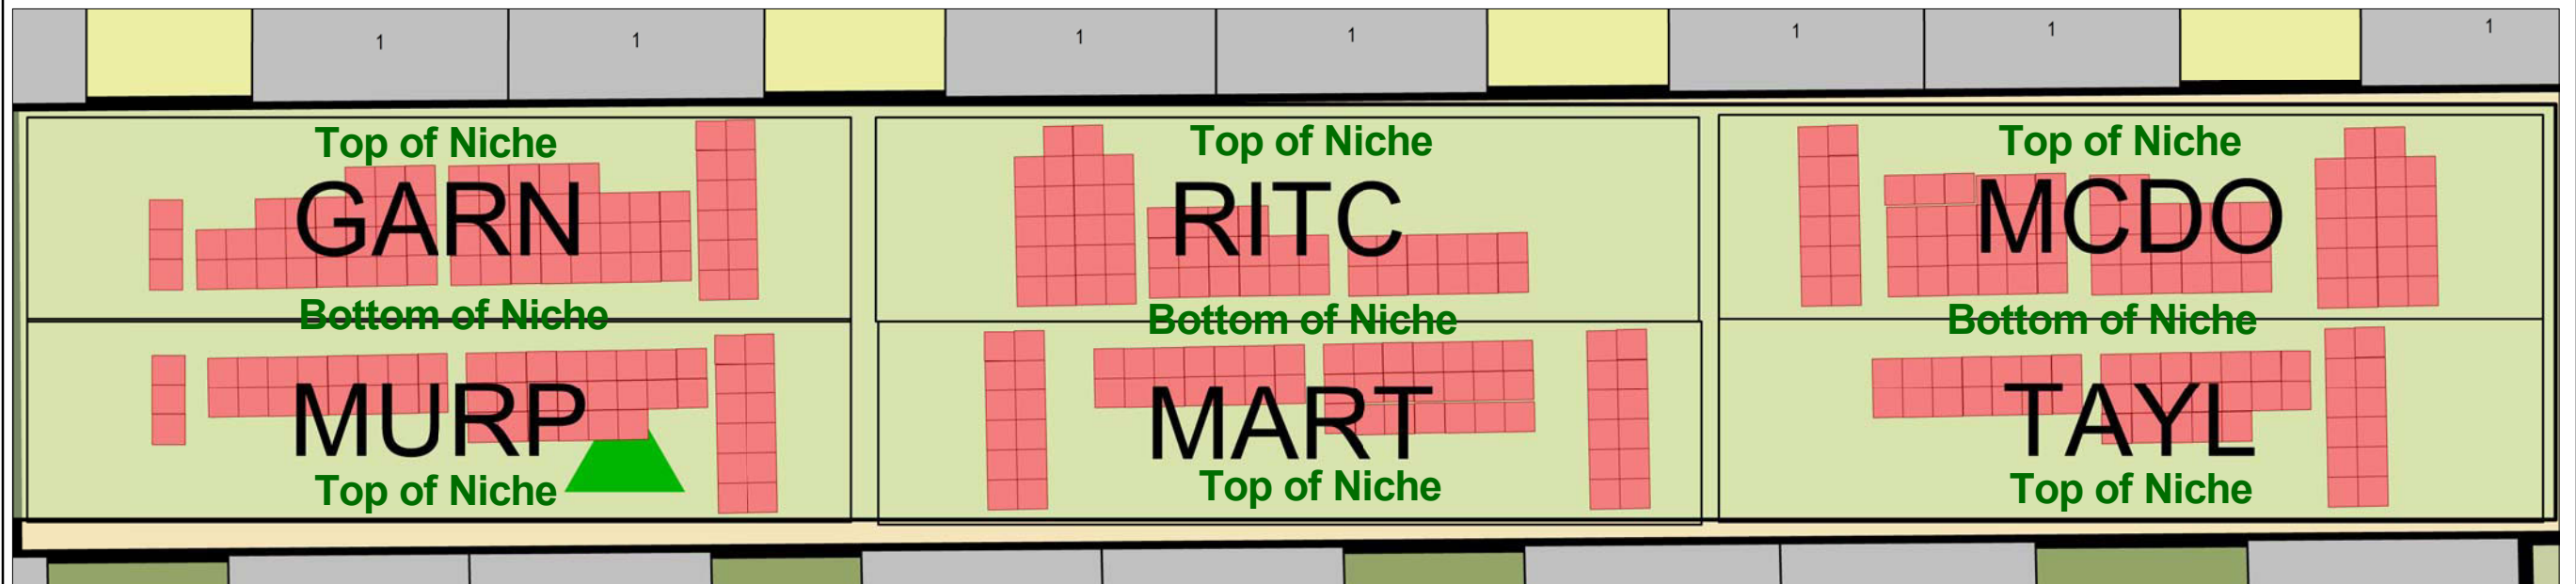 1 1 1 1 1 1 1
Top of Niche Top of Niche Top of Niche
GARN RITC MCDO
Bottom of Niche Bottom of Niche Bottom of Niche
MURP MART TAYL
Top of Niche Top of Niche Top of Niche